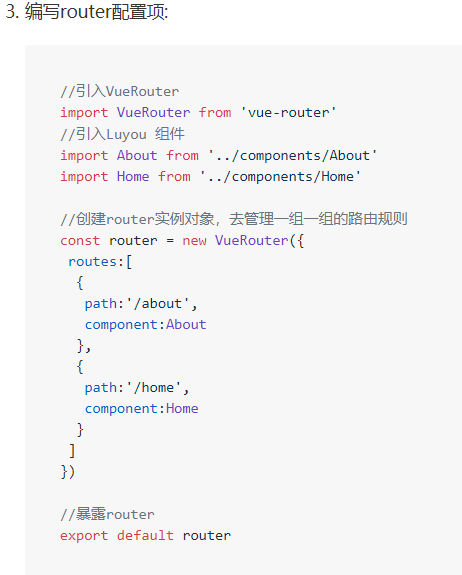 3. 编写router配置项:
//引入VueRouter
import VueRouter from 'vue-router'
//引入Luyou 组件
import About from '../components/About'
import Home from '../components/Home'
//创建router实例对象，去管理一组一组的路由规则
const router = new VueRouter({
 routes:[
  {
   path:'/about',
   component:About
  },
  {
   path:'/home',
   component:Home
  }
 ]
})
//暴露router
export default router